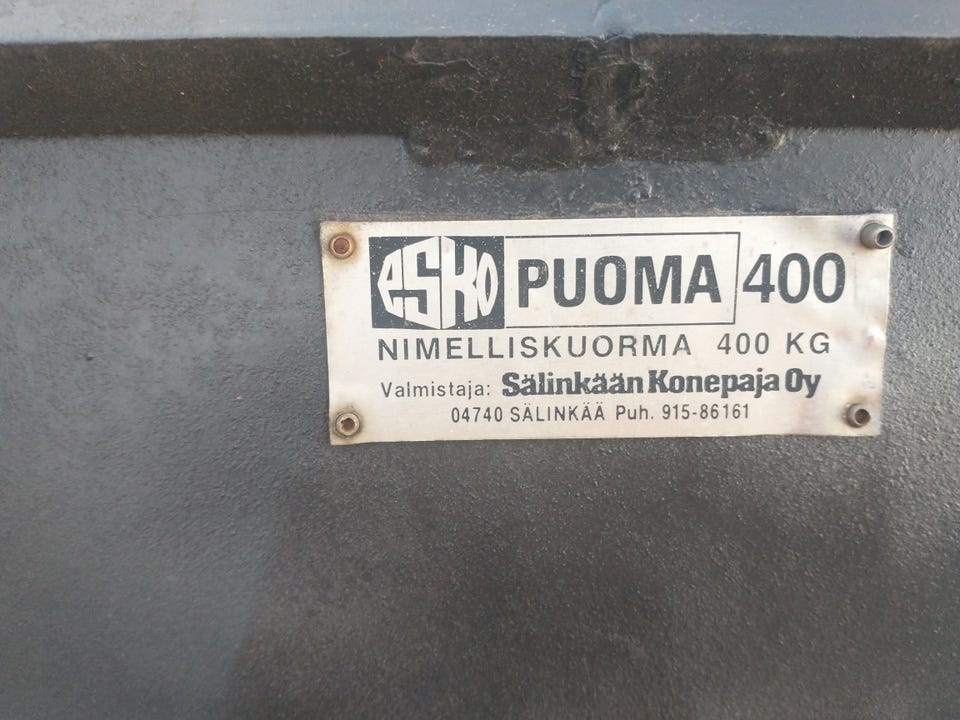 esko PUOMA 400
NIMELLISKUORMA 400 KG
Valmistaja: Sälinkään Konepaja Oy
04740 SÄLINKÄÄ Puh. 915-86161